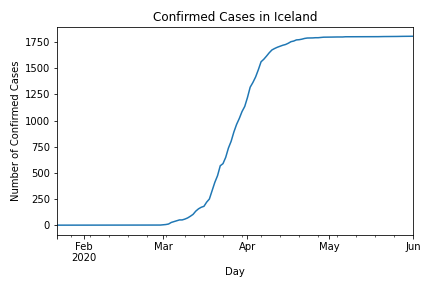 Confirmed Cases in Iceland
Number of Confirmed Cases
1750
1500
1250
1000
750
500
250
0
Feb Mar Apr May Jun
2020
Day